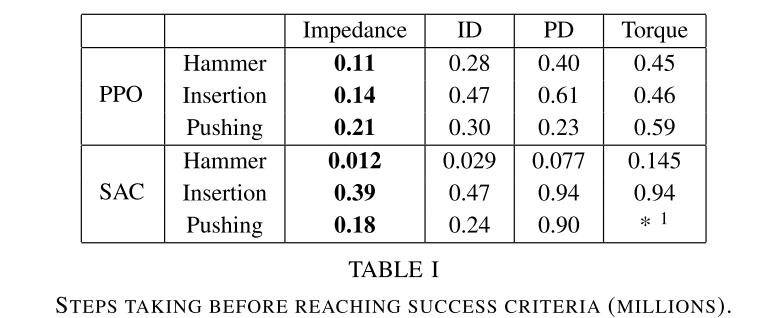 Impedance ID PD Torque
PPO Hammer 0.11 0.28 0.40 0.45
Insertion 0.14 0.47 0.61 0.46
Pushing 0.21 0.30 0.23 0.59
SAC Hammer 0.012 0.029 0.077 0.145
Insertion 0.39 0.47 0.94 0.94
Pushing 0.18 0.24 0.90 * 1
TABLE I
STEPS TAKING BEFORE REACHING SUCCESS CRITERIA (MILLIONS).